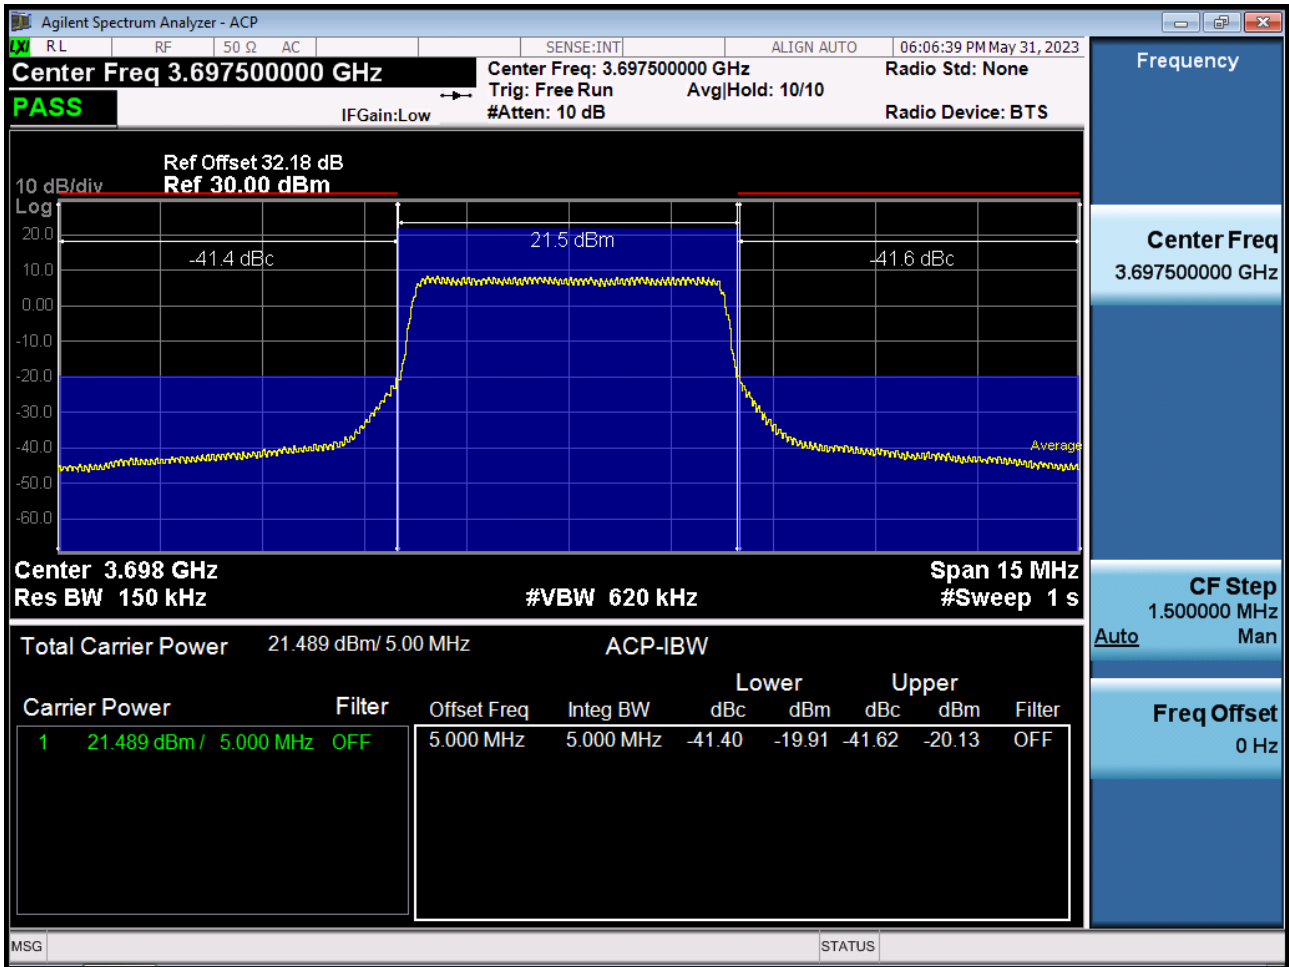 Agilent Spectrum Analyzer - ACP
LXI RL RF 50 Ω AC SENSE:INT ALIGN AUTO 06:06:39 PM May 31, 2023
Center Freq 3.697500000 GHz
Center Freq: 3.697500000 GHz Radio Std: None
Trig: Free Run Avg|Hold: 10/10
PASS
IFGain:Low #Atten: 10 dB Radio Device: BTS
Ref Offset 32.18 dB
10 dB/div Ref 30.00 dBm
Log
20.0
10.0
0.00
-10.0
-20.0
-30.0
-40.0
-50.0
-60.0
-41.4 dBc
21.5 dBm
-41.6 dBc
Average
Center 3.698 GHz Span 15 MHz
Res BW 150 kHz #VBW 620 kHz #Sweep 1 s
Total Carrier Power 21.489 dBm/ 5.00 MHz ACP-IBW
Lower Upper
Carrier Power Filter Offset Freq Integ BW dBc dBm dBc dBm Filter
1 21.489 dBm / 5.000 MHz OFF 5.000 MHz 5.000 MHz -41.40 -19.91 -41.62 -20.13 OFF
Frequency
Center Freq
3.697500000 GHz
CF Step
1.500000 MHz
Auto Man
Freq Offset
0 Hz
MSG STATUS